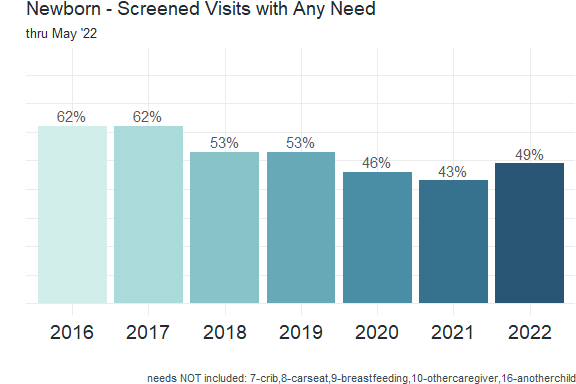 Newborn - Screened Visits with Any Need
thru May '22
62% 62% 53% 53% 46% 43% 49%
2016 2017 2018 2019 2020 2021 2022
needs NOT included: 7-crib,8-carseat,9-breastfeeding,10-othercaregiver,16-anotherchild